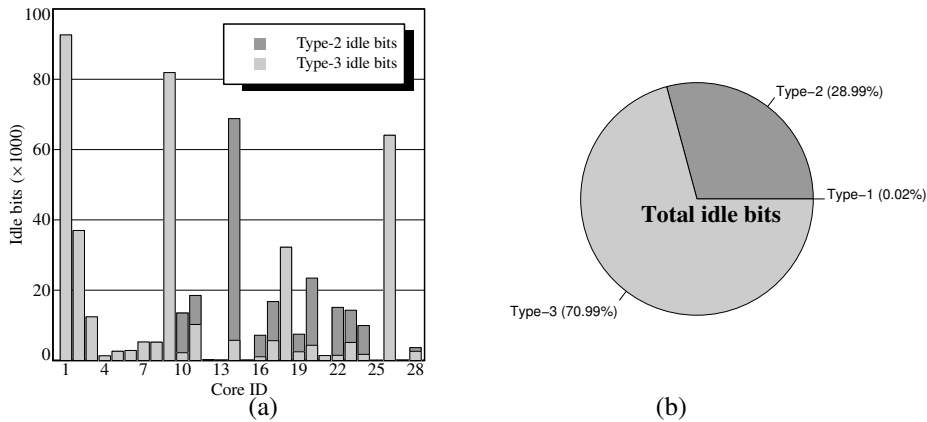 100
80
60
40
20
0
Idle bits (×1000)
Type-2 idle bits
Type-3 idle bits
1 4 7 10 13 16 19 22 25 28
Core ID
(a)
Type−2 (28.99%)
Type−1 (0.02%)
Total idle bits
Type−3 (70.99%)
(b)